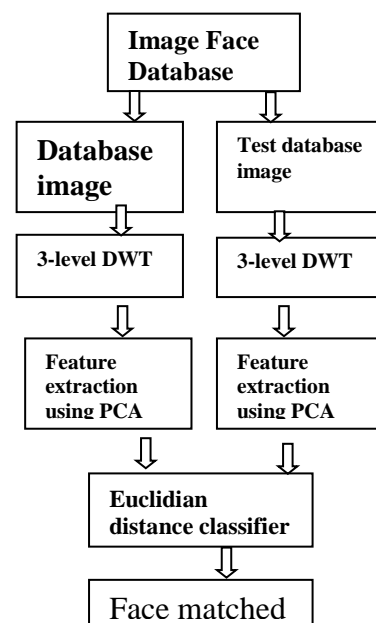 Image Face
Database
Database
image
Test database
image
3-level DWT
3-level DWT
Feature
extraction
using PCA
Feature
extraction
using PCA
Euclidian
distance classifier
Face matched